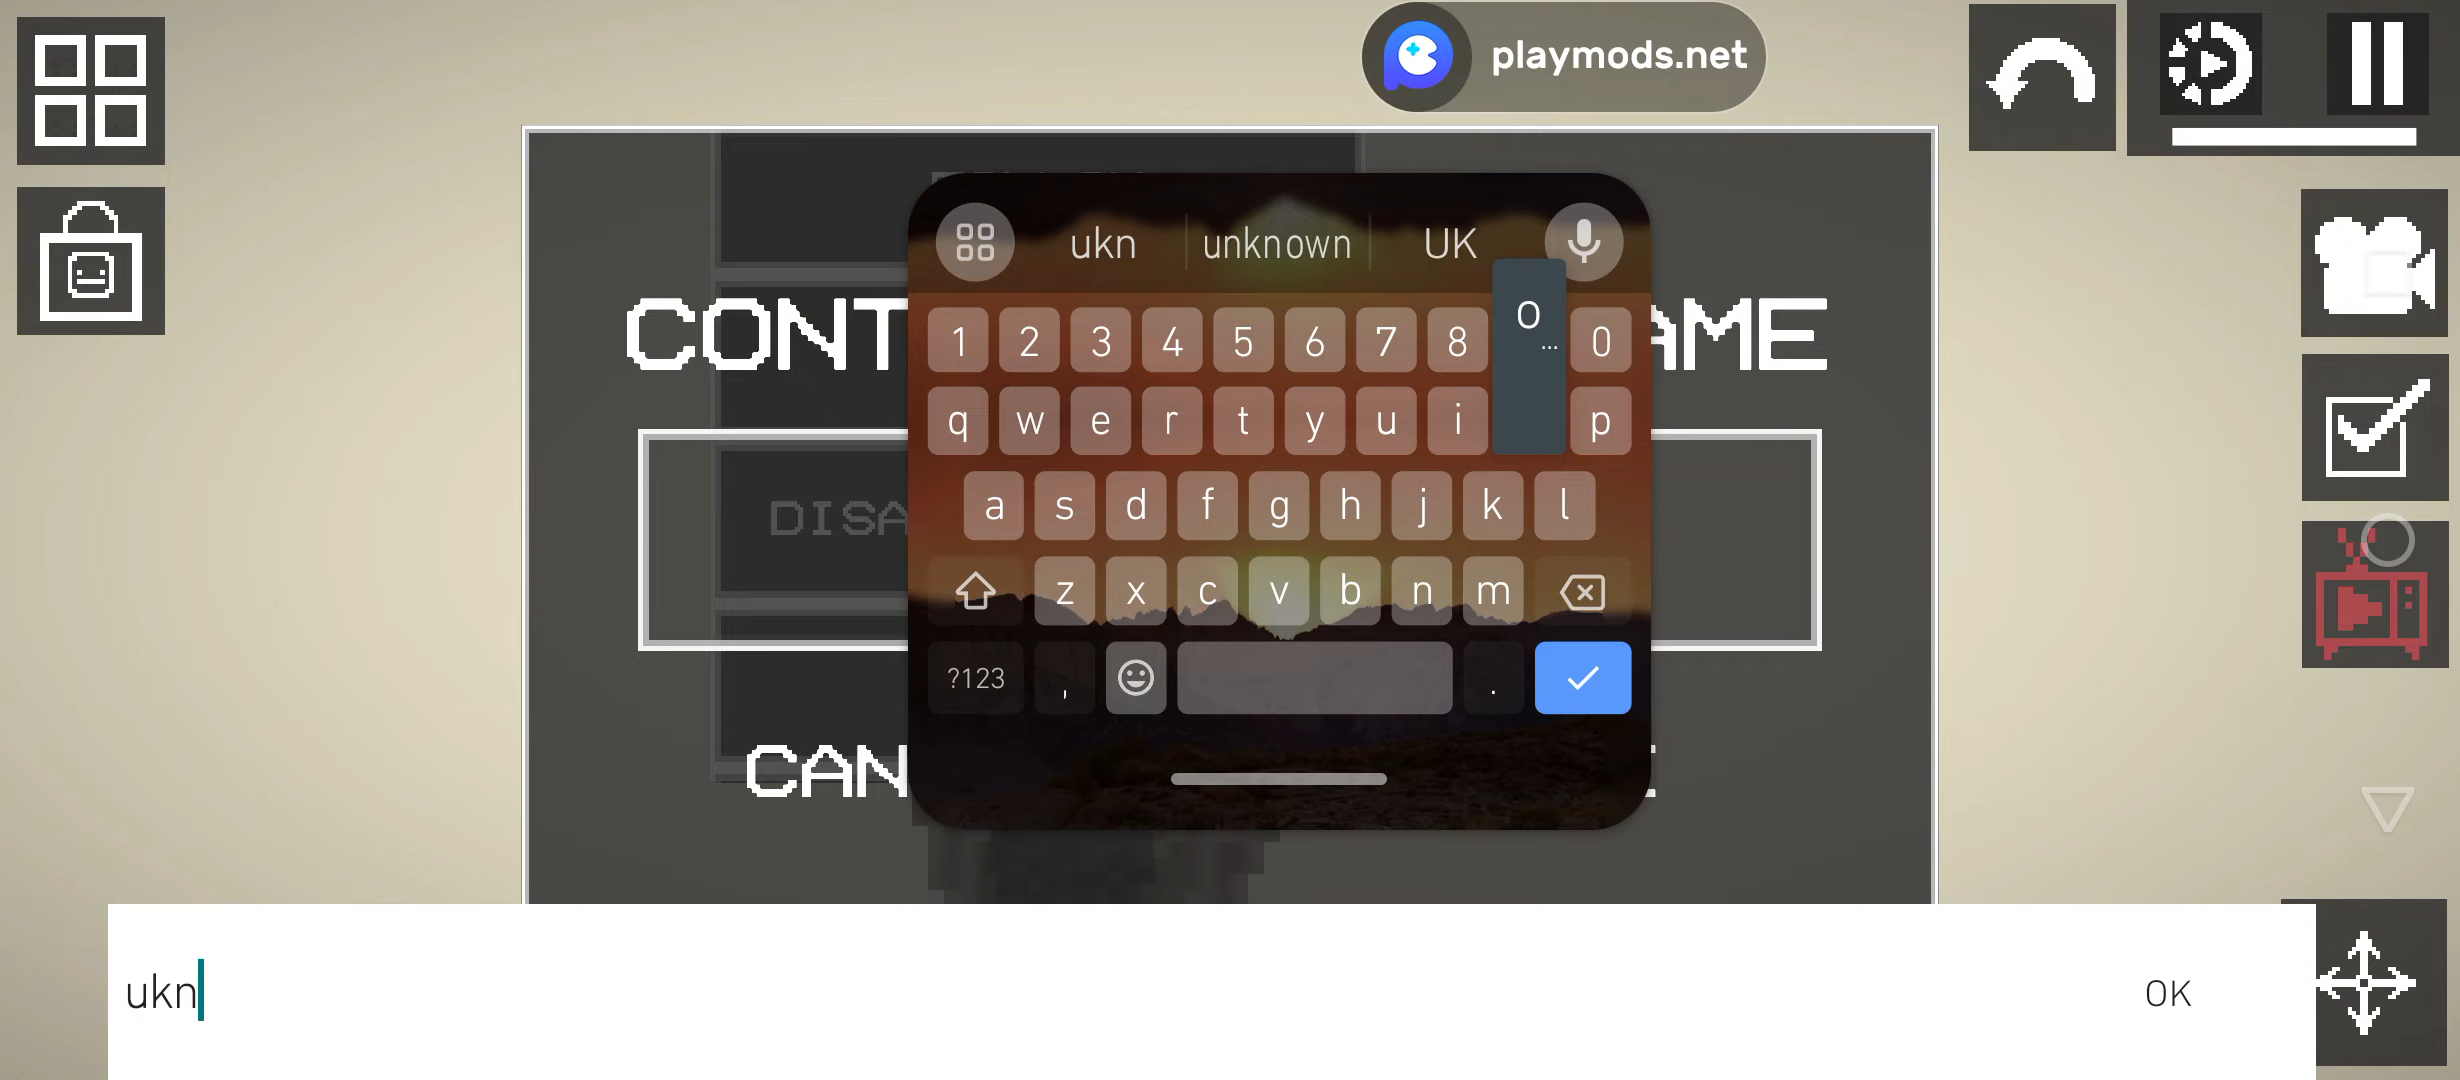 playmods.net
ukn unknown UK
CONT AME
1 2 3 4 5 6 7 8 o ... 0
q w e r t y u i p
a s d f g h j k l
DISA
z x c v b n m
?123 , .
CAN
ukn
OK